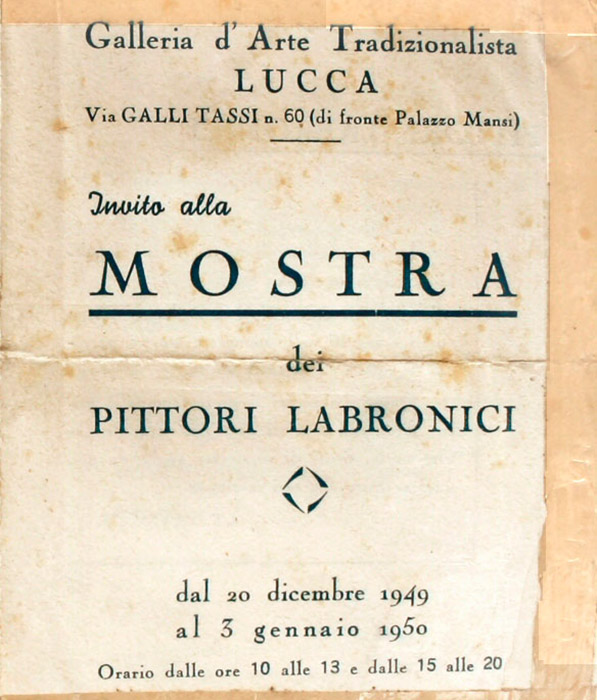 Galleria d' Arte Tradizionalista
LUCCA
Via GALLI TASSI n. 60 (di fronte Palazzo Mansi)
Invito alla
MOSTRA
dei
PITTORI LABRONICI
dal 20 dicembre 1949
al 3 gennaio 1950
Orario dalle ore 10 alle 13 e dalle 15 alle 20